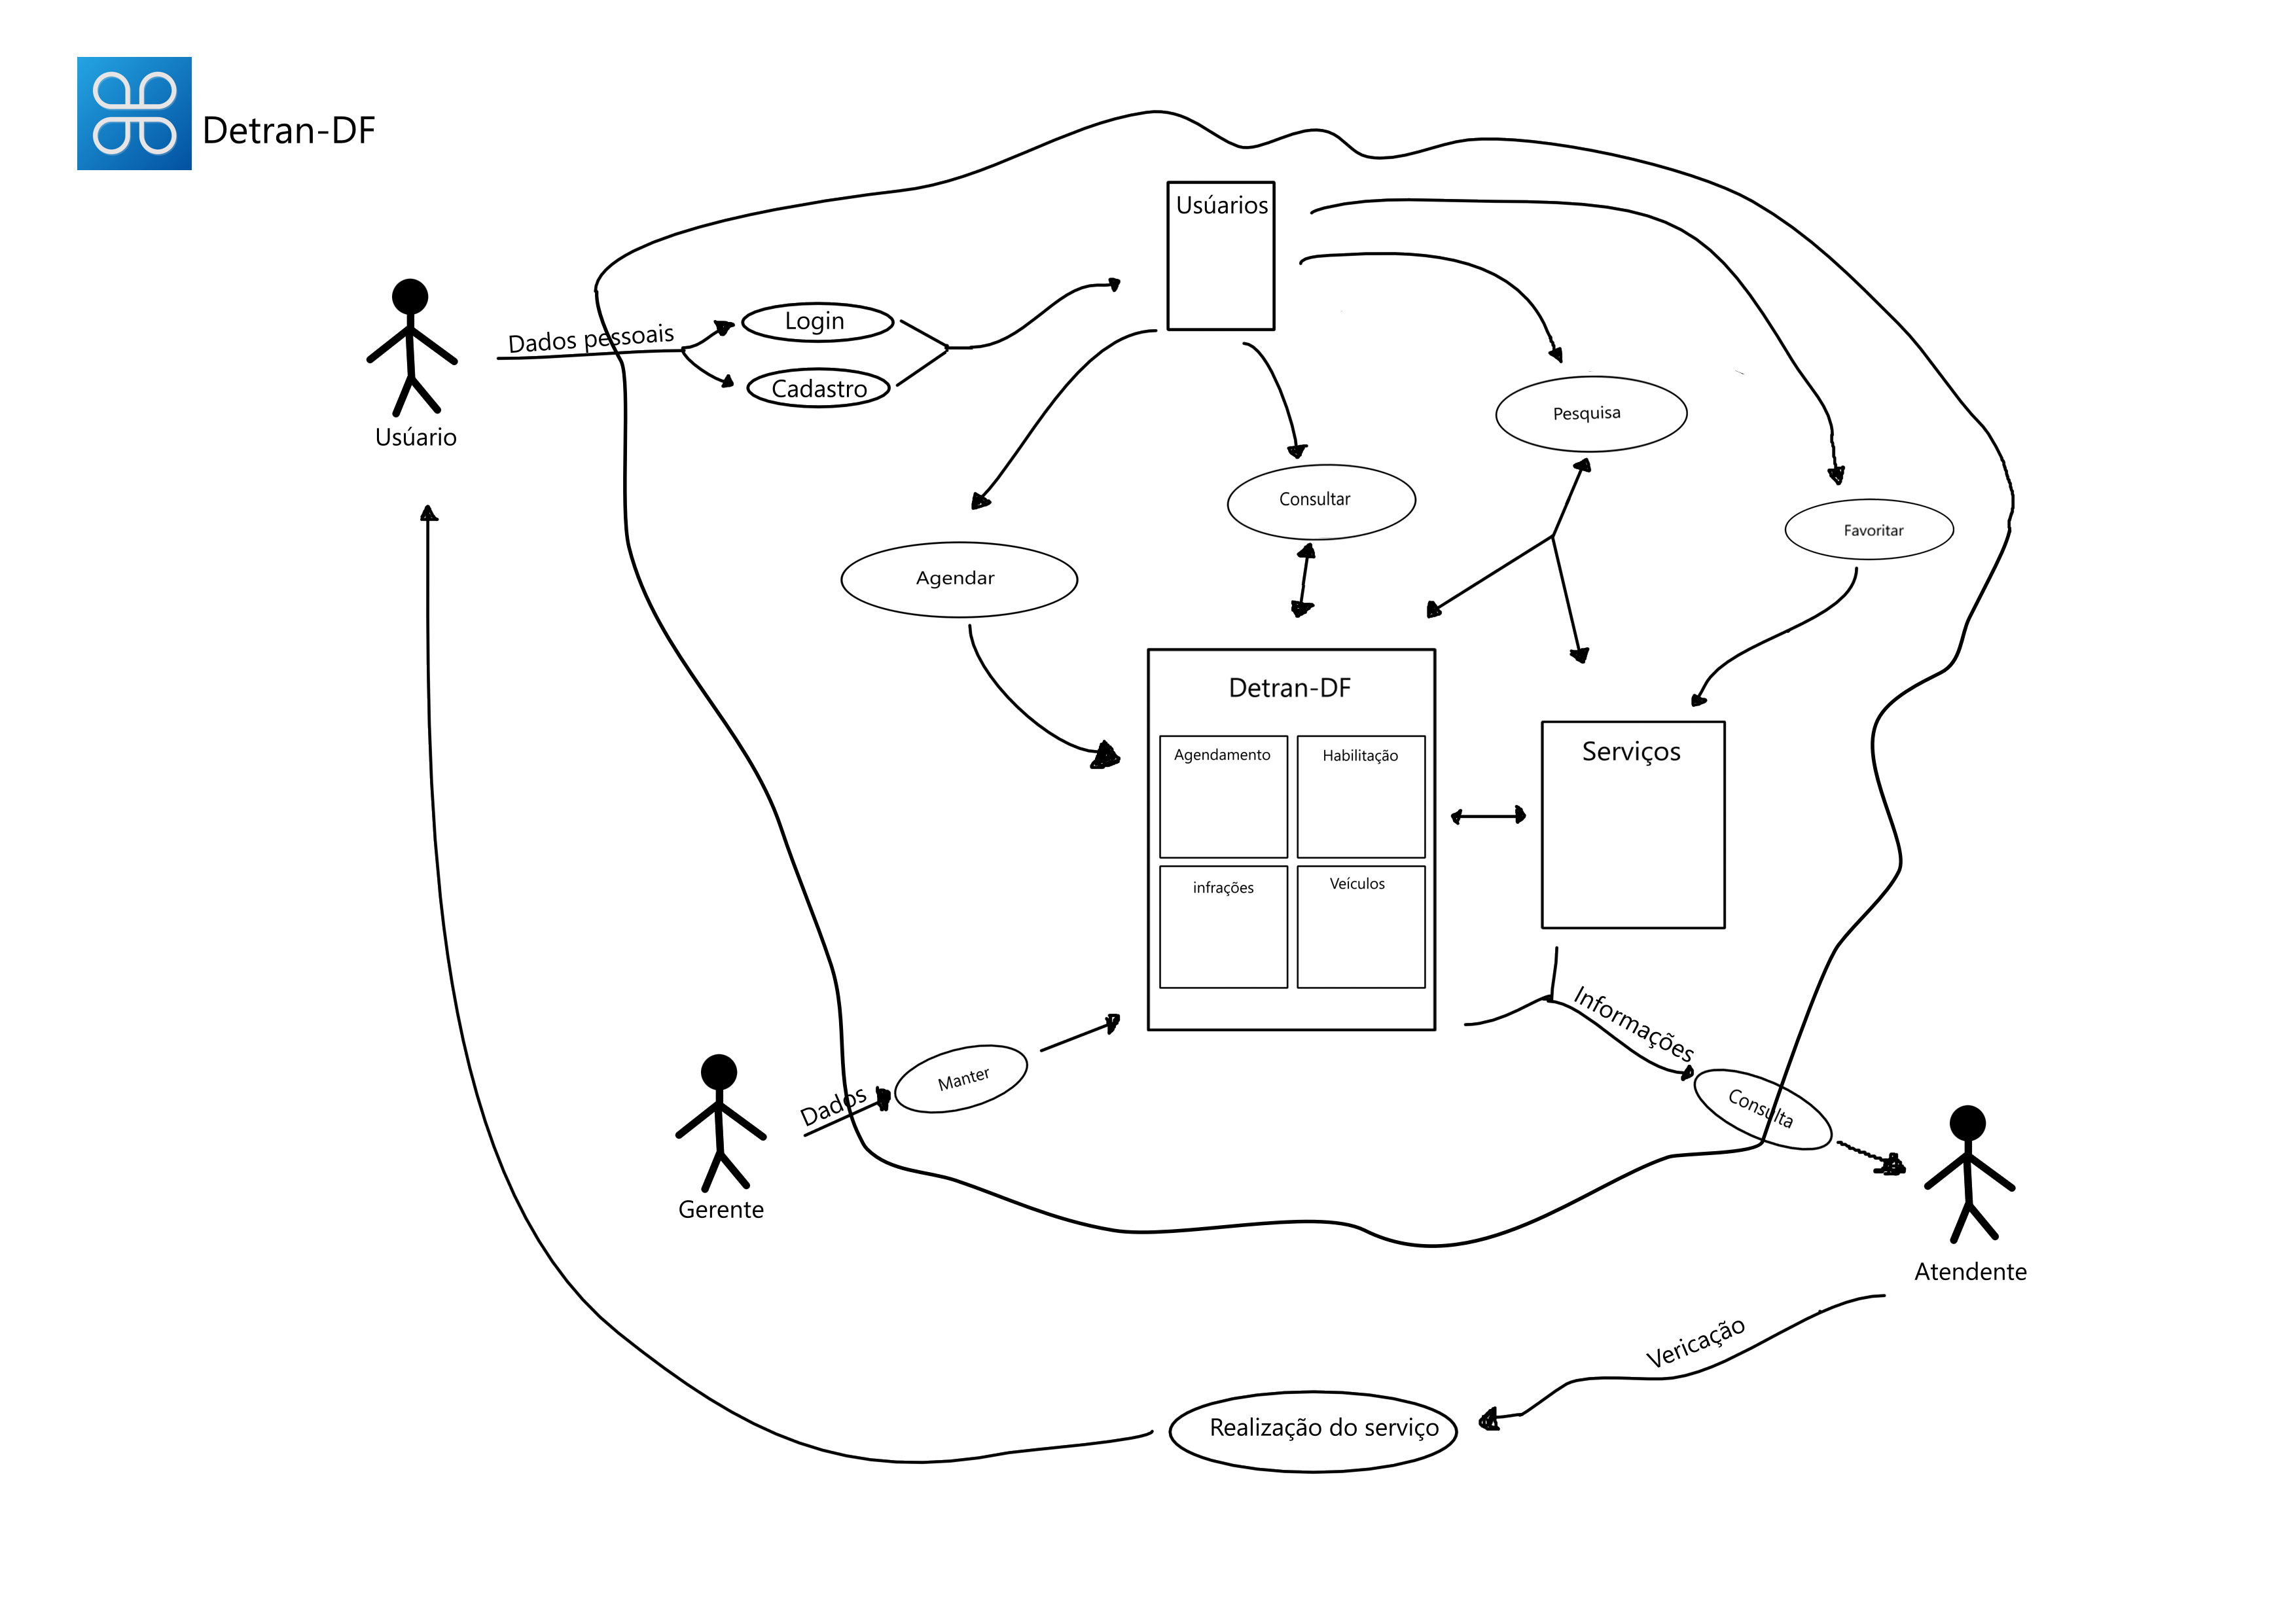 Detran-DF
Usúarios
Dados pessoais
Login
Cadastro
Usúario
Pesquisa
Consultar
Favoritar
Agendar
Detran-DF
Agendamento
Habilitação
infrações
Veículos
Serviços
Informações
Manter
Dados
Consulta
Gerente
Atendente
Vericação
Realização do serviço